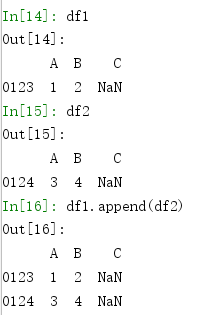 In[14]: df1
Out[14]:
A B C
0123 1 2 NaN
In[15]: df2
Out[15]:
A B C
0124 3 4 NaN
In[16]: df1.append(df2)
Out[16]:
A B C
0123 1 2 NaN
0124 3 4 NaN